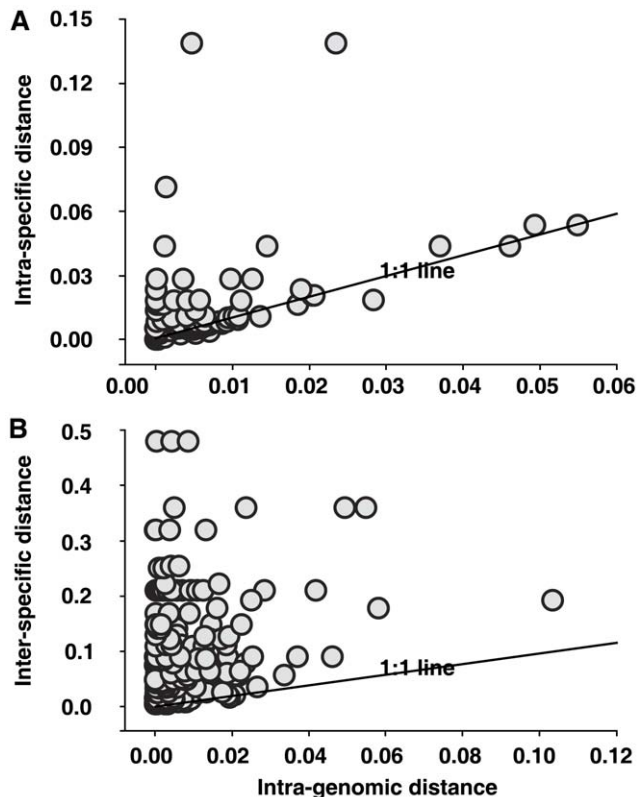 A
0.15
0.12
0.09
0.06
0.03
0.00
Intra-specific distance
1:1 line
0.00 0.01 0.02 0.03 0.04 0.05 0.06
B
0.5
0.4
0.3
0.2
0.1
0.0
Inter-specific distance
1:1 line
0.00 0.02 0.04 0.06 0.08 0.10 0.12
Intra-genomic distance